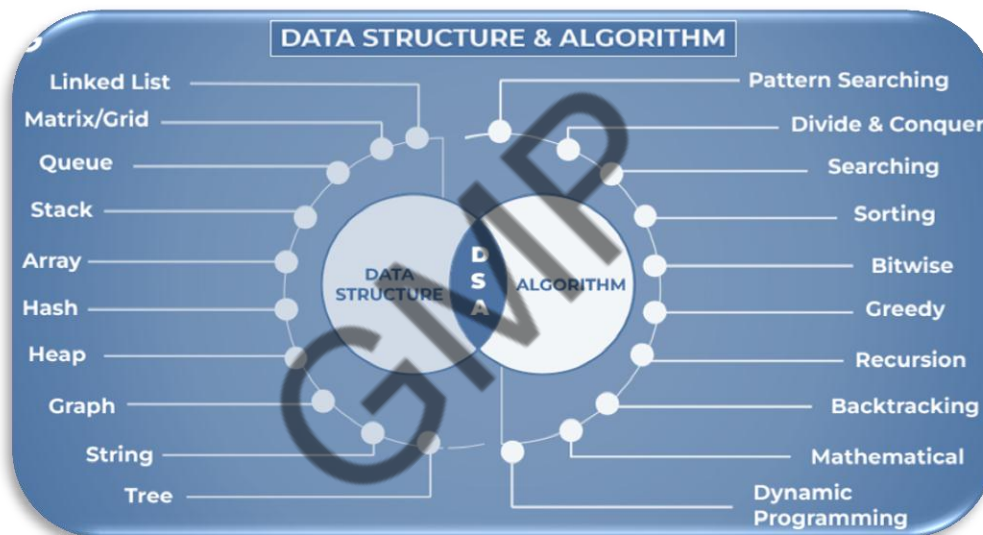 DATA STRUCTURE & ALGORITHM
Linked List
Matrix/Grid
Queue
Stack
Array
Hash
Heap
Graph
String
Tree
DATA
STRUCTURE
D
S
A
ALGORITHM
Pattern Searching
Divide & Conquer
Searching
Sorting
Bitwise
Greedy
Recursion
Backtracking
Mathematical
Dynamic
Programming
GMP